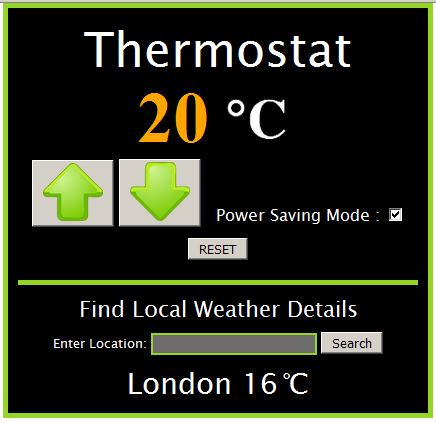 Thermostat
20 °C
Power Saving Mode :
RESET
Find Local Weather Details
Enter Location: Search
London 16℃